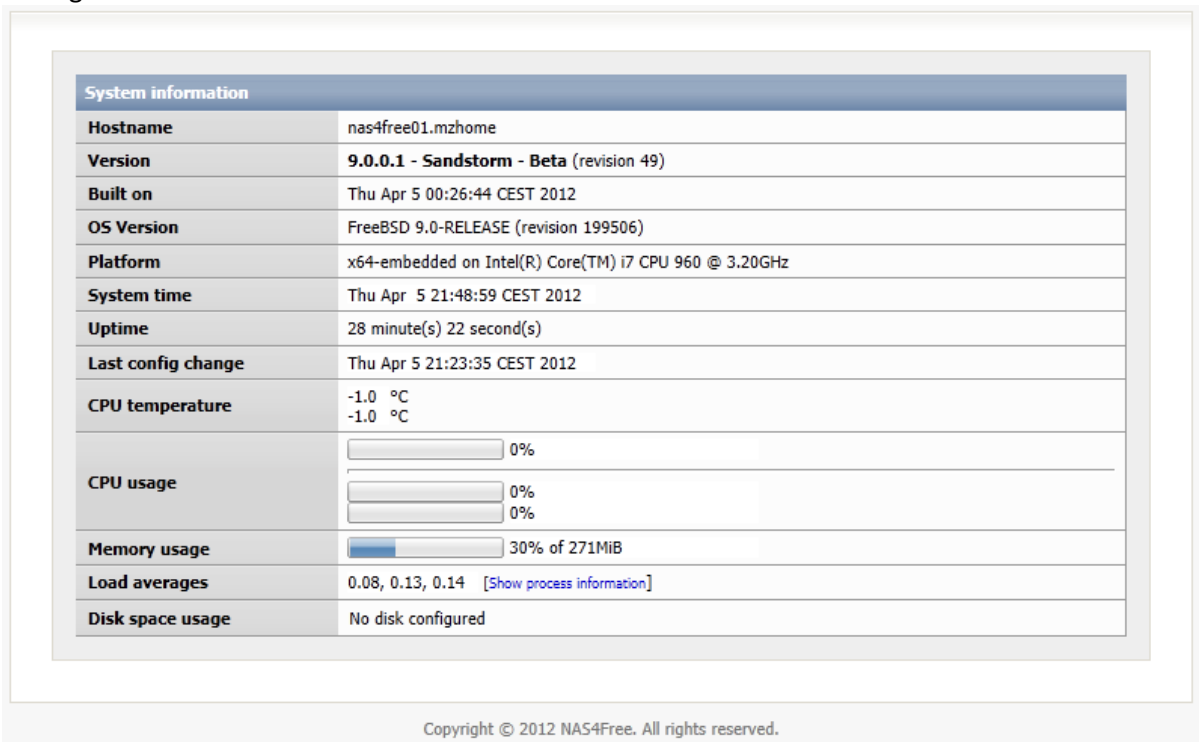 System information
Hostname nas4free01.mzhome
Version 9.0.0.1 - Sandstorm - Beta (revision 49)
Built on Thu Apr 5 00:26:44 CEST 2012
OS Version FreeBSD 9.0-RELEASE (revision 199506)
Platform x64-embedded on Intel(R) Core(TM) i7 CPU 960 @ 3.20GHz
System time Thu Apr 5 21:48:59 CEST 2012
Uptime 28 minute(s) 22 second(s)
Last config change Thu Apr 5 21:23:35 CEST 2012
CPU temperature -1.0 °C
-1.0 °C
CPU usage 0%
0%
0%
Memory usage 30% of 271MiB
Load averages 0.08, 0.13, 0.14 [Show process information]
Disk space usage No disk configured
Copyright © 2012 NAS4Free. All rights reserved.